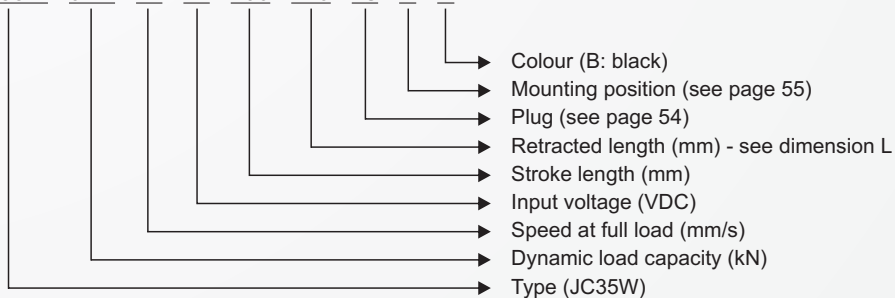 Colour (B: black)
Mounting position (see page 55)
Plug (see page 54)
Retracted length (mm) - see dimension L
Stroke length (mm)
Input voltage (VDC)
Speed at full load (mm/s)
Dynamic load capacity (kN)
Type (JC35W)